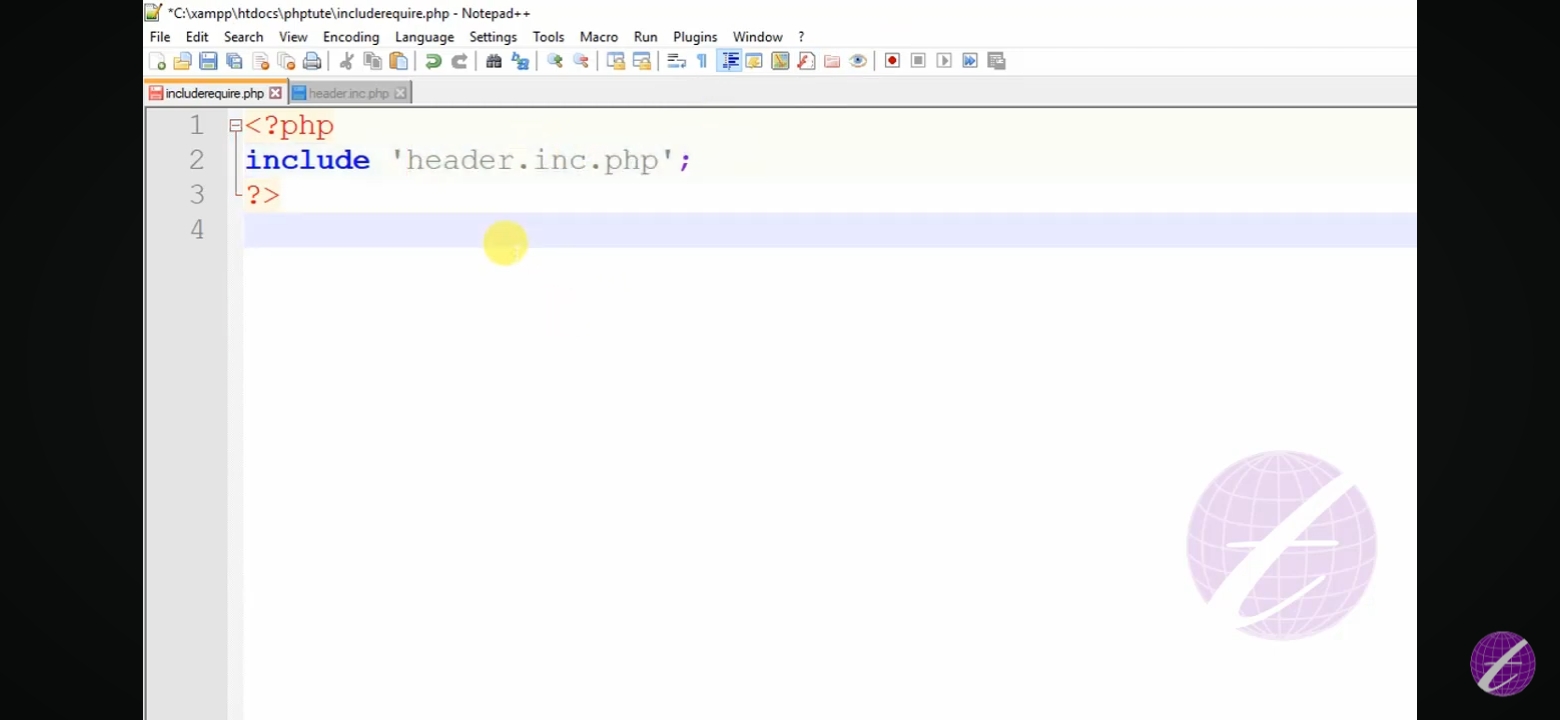 *C:\xampp\htdocs\phptute\includerequire.php - Notepad++
File Edit Search View Encoding Language Settings Tools Macro Run Plugins Window ?
includerequire.php header.inc.php
1 <?php
2 include 'header.inc.php';
3 ?>
4